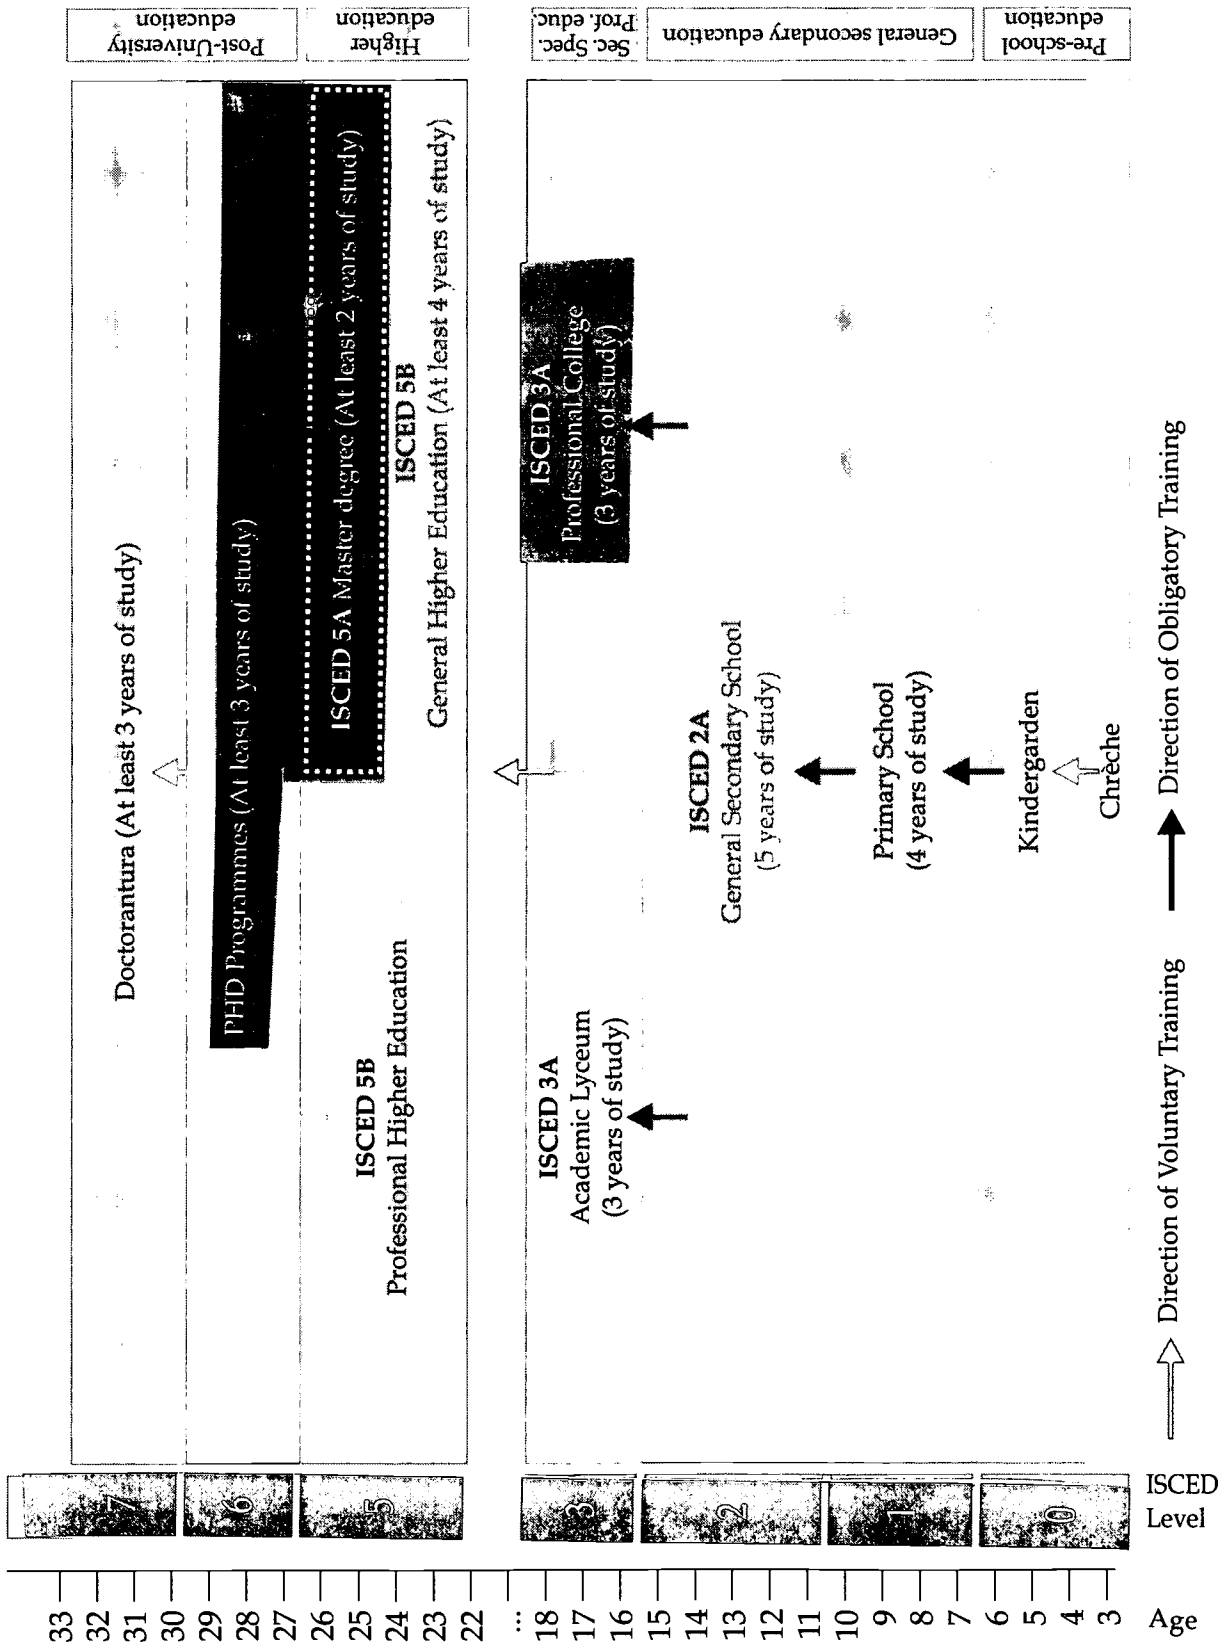 Post-University
education
Higher
education
Sec. Spec.
Prof. educ.
General secondary education
Pre-school
education
Doctorantura (At least 3 years of study)
PHD Programmes (At least 3 years of study)
ISCED 5A Master degree (At least 2 years of study)
ISCED 5B
General Higher Education (At least 4 years of study)
ISCED 5B
Professional Higher Education
ISCED 3A
Professional College
(3 years of study)
ISCED 3A
Academic Lyceum
(3 years of study)
ISCED 2A
General Secondary School
(5 years of study)
Primary School
(4 years of study)
Kindergarden
Chrèche
7
6
5
3
2
1
0
ISCED
Level
33
32
31
30
29
28
27
26
25
24
23
22
...
18
17
16
15
14
13
12
11
10
9
8
7
6
5
4
3
Age
Direction of Voluntary Training
Direction of Obligatory Training